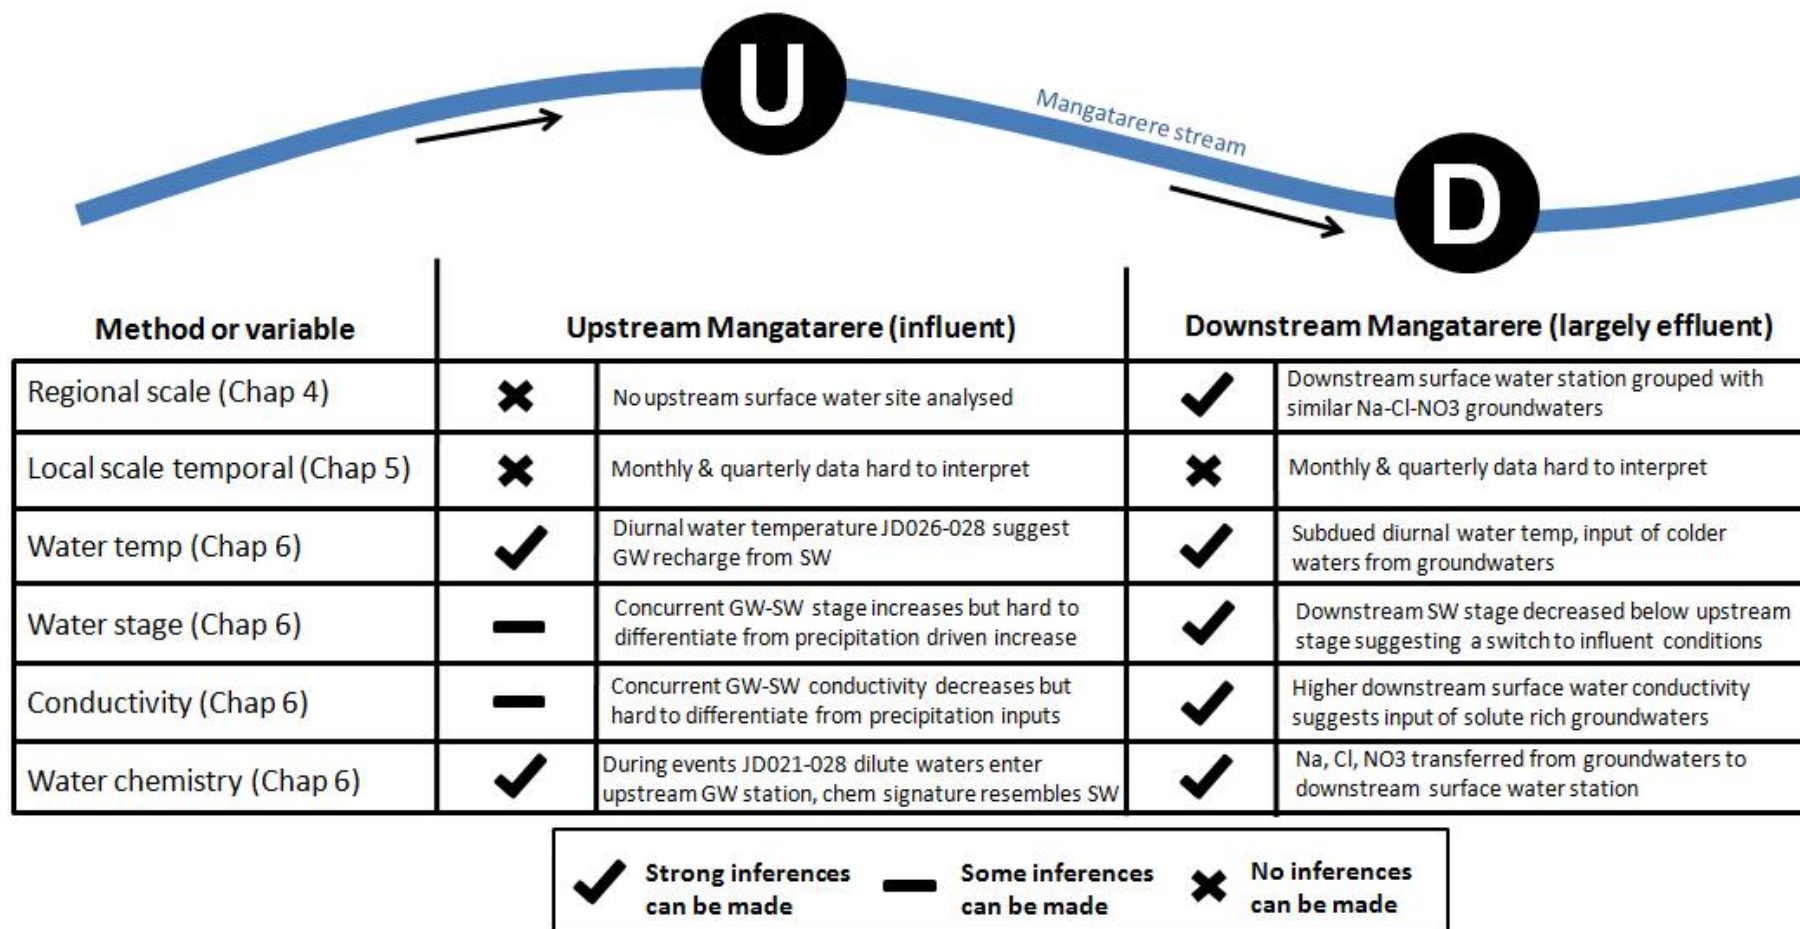 U
Mangatarere stream
D
Method or variable
Upstream Mangatarere (influent)
Downstream Mangatarere (largely effluent)
Regional scale (Chap 4)
No upstream surface water site analysed
Downstream surface water station grouped with
similar Na-Cl-NO3 groundwaters
Local scale temporal (Chap 5)
Monthly & quarterly data hard to interpret
Monthly & quarterly data hard to interpret
Water temp (Chap 6)
Diurnal water temperature JD026-028 suggest
GW recharge from SW
Subdued diurnal water temp, input of colder
waters from groundwaters
Water stage (Chap 6)
Concurrent GW-SW stage increases but hard to
differentiate from precipitation driven increase
Downstream SW stage decreased below upstream
stage suggesting a switch to influent conditions
Conductivity (Chap 6)
Concurrent GW-SW conductivity decreases but
hard to differentiate from precipitation inputs
Higher downstream surface water conductivity
suggests input of solute rich groundwaters
Water chemistry (Chap 6)
During events JD021-028 dilute waters enter
upstream GW station, chem signature resembles SW
Na, Cl, NO3 transferred from groundwaters to
downstream surface water station
Strong inferences
can be made
Some inferences
can be made
No inferences
can be made